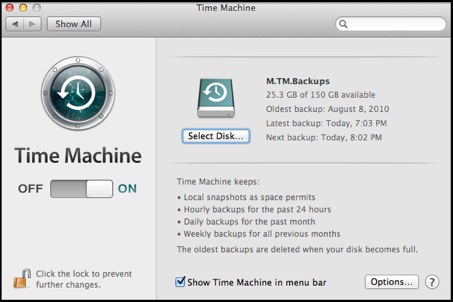 Time Machine
Show All
M.TM.Backups
25.3 GB of 150 GB available
Oldest backup: August 8, 2010
Latest backup: Today, 7:03 PM
Next backup: Today, 8:02 PM
Select Disk...
Time Machine
OFF ON
Time Machine keeps:
• Local snapshots as space permits
• Hourly backups for the past 24 hours
• Daily backups for the past month
• Weekly backups for all previous months
The oldest backups are deleted when your disk becomes full.
Click the lock to prevent
further changes.
Show Time Machine in menu bar
Options...
?